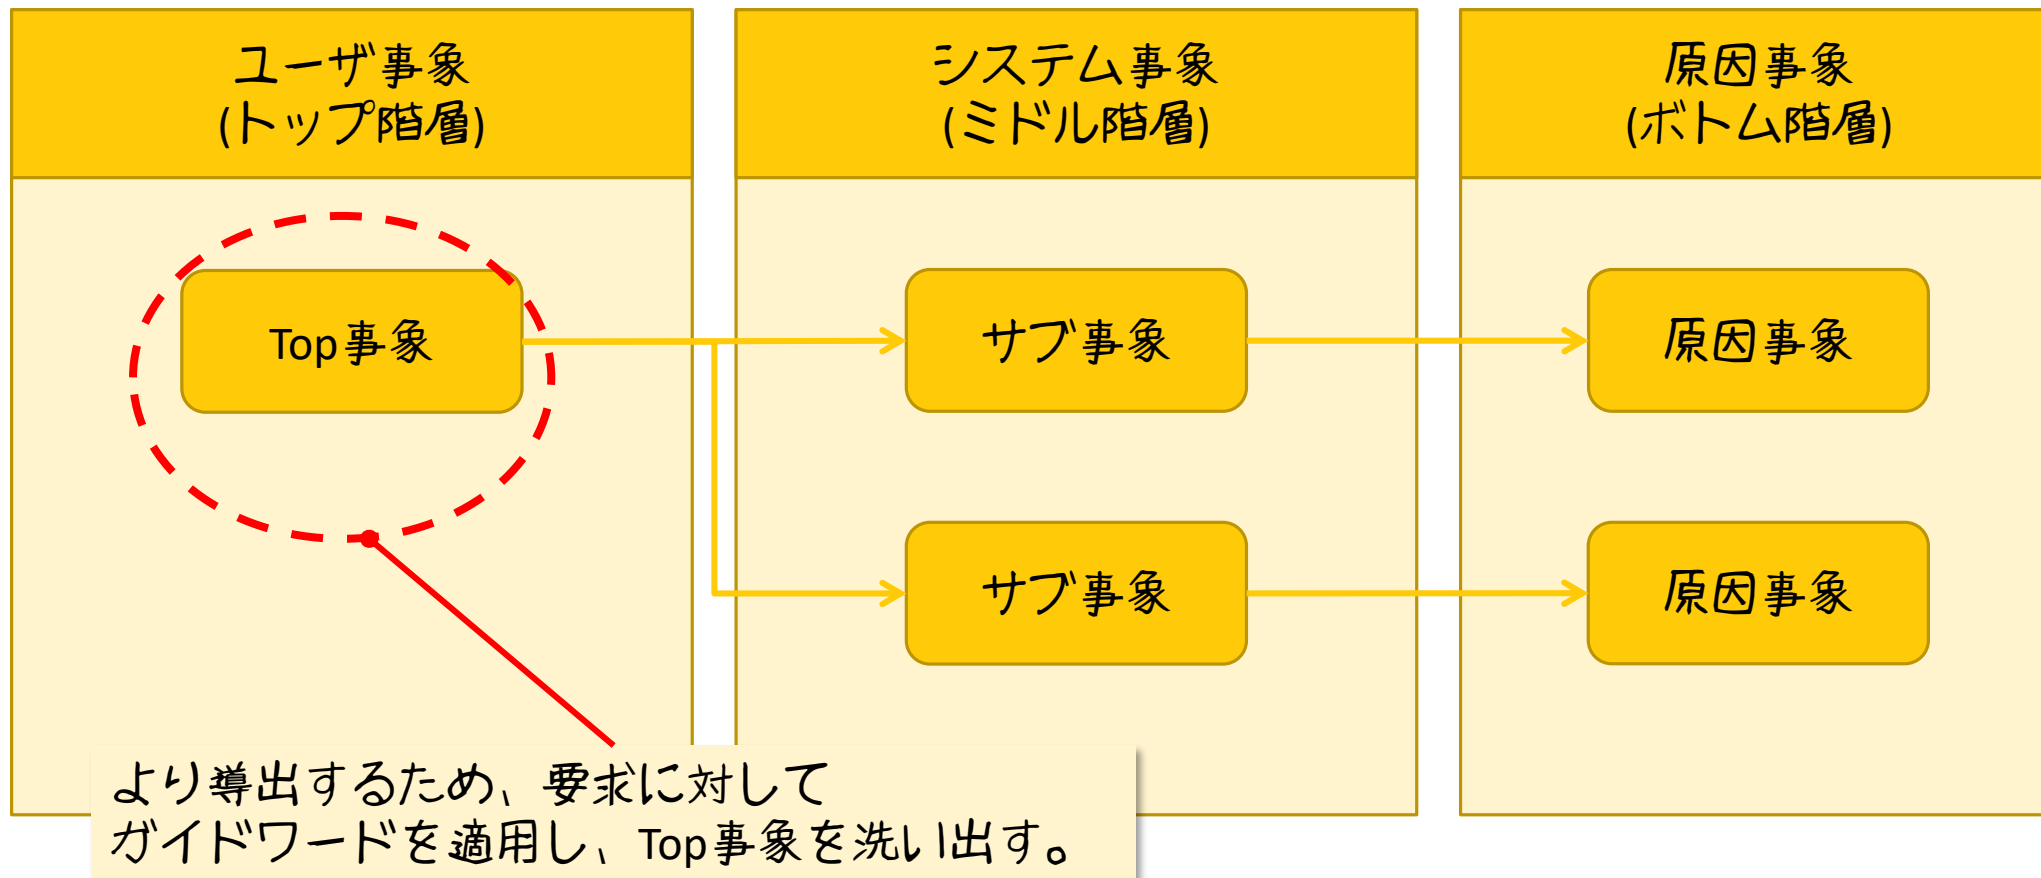 ユーザ事象
(トップ階層)
システム事象
(ミドル階層)
原因事象
(ボトム階層)
Top事象
サブ事象
原因事象
サブ事象
原因事象
より導出するため、要求に対して
ガイドワードを適用し、Top事象を洗い出す。